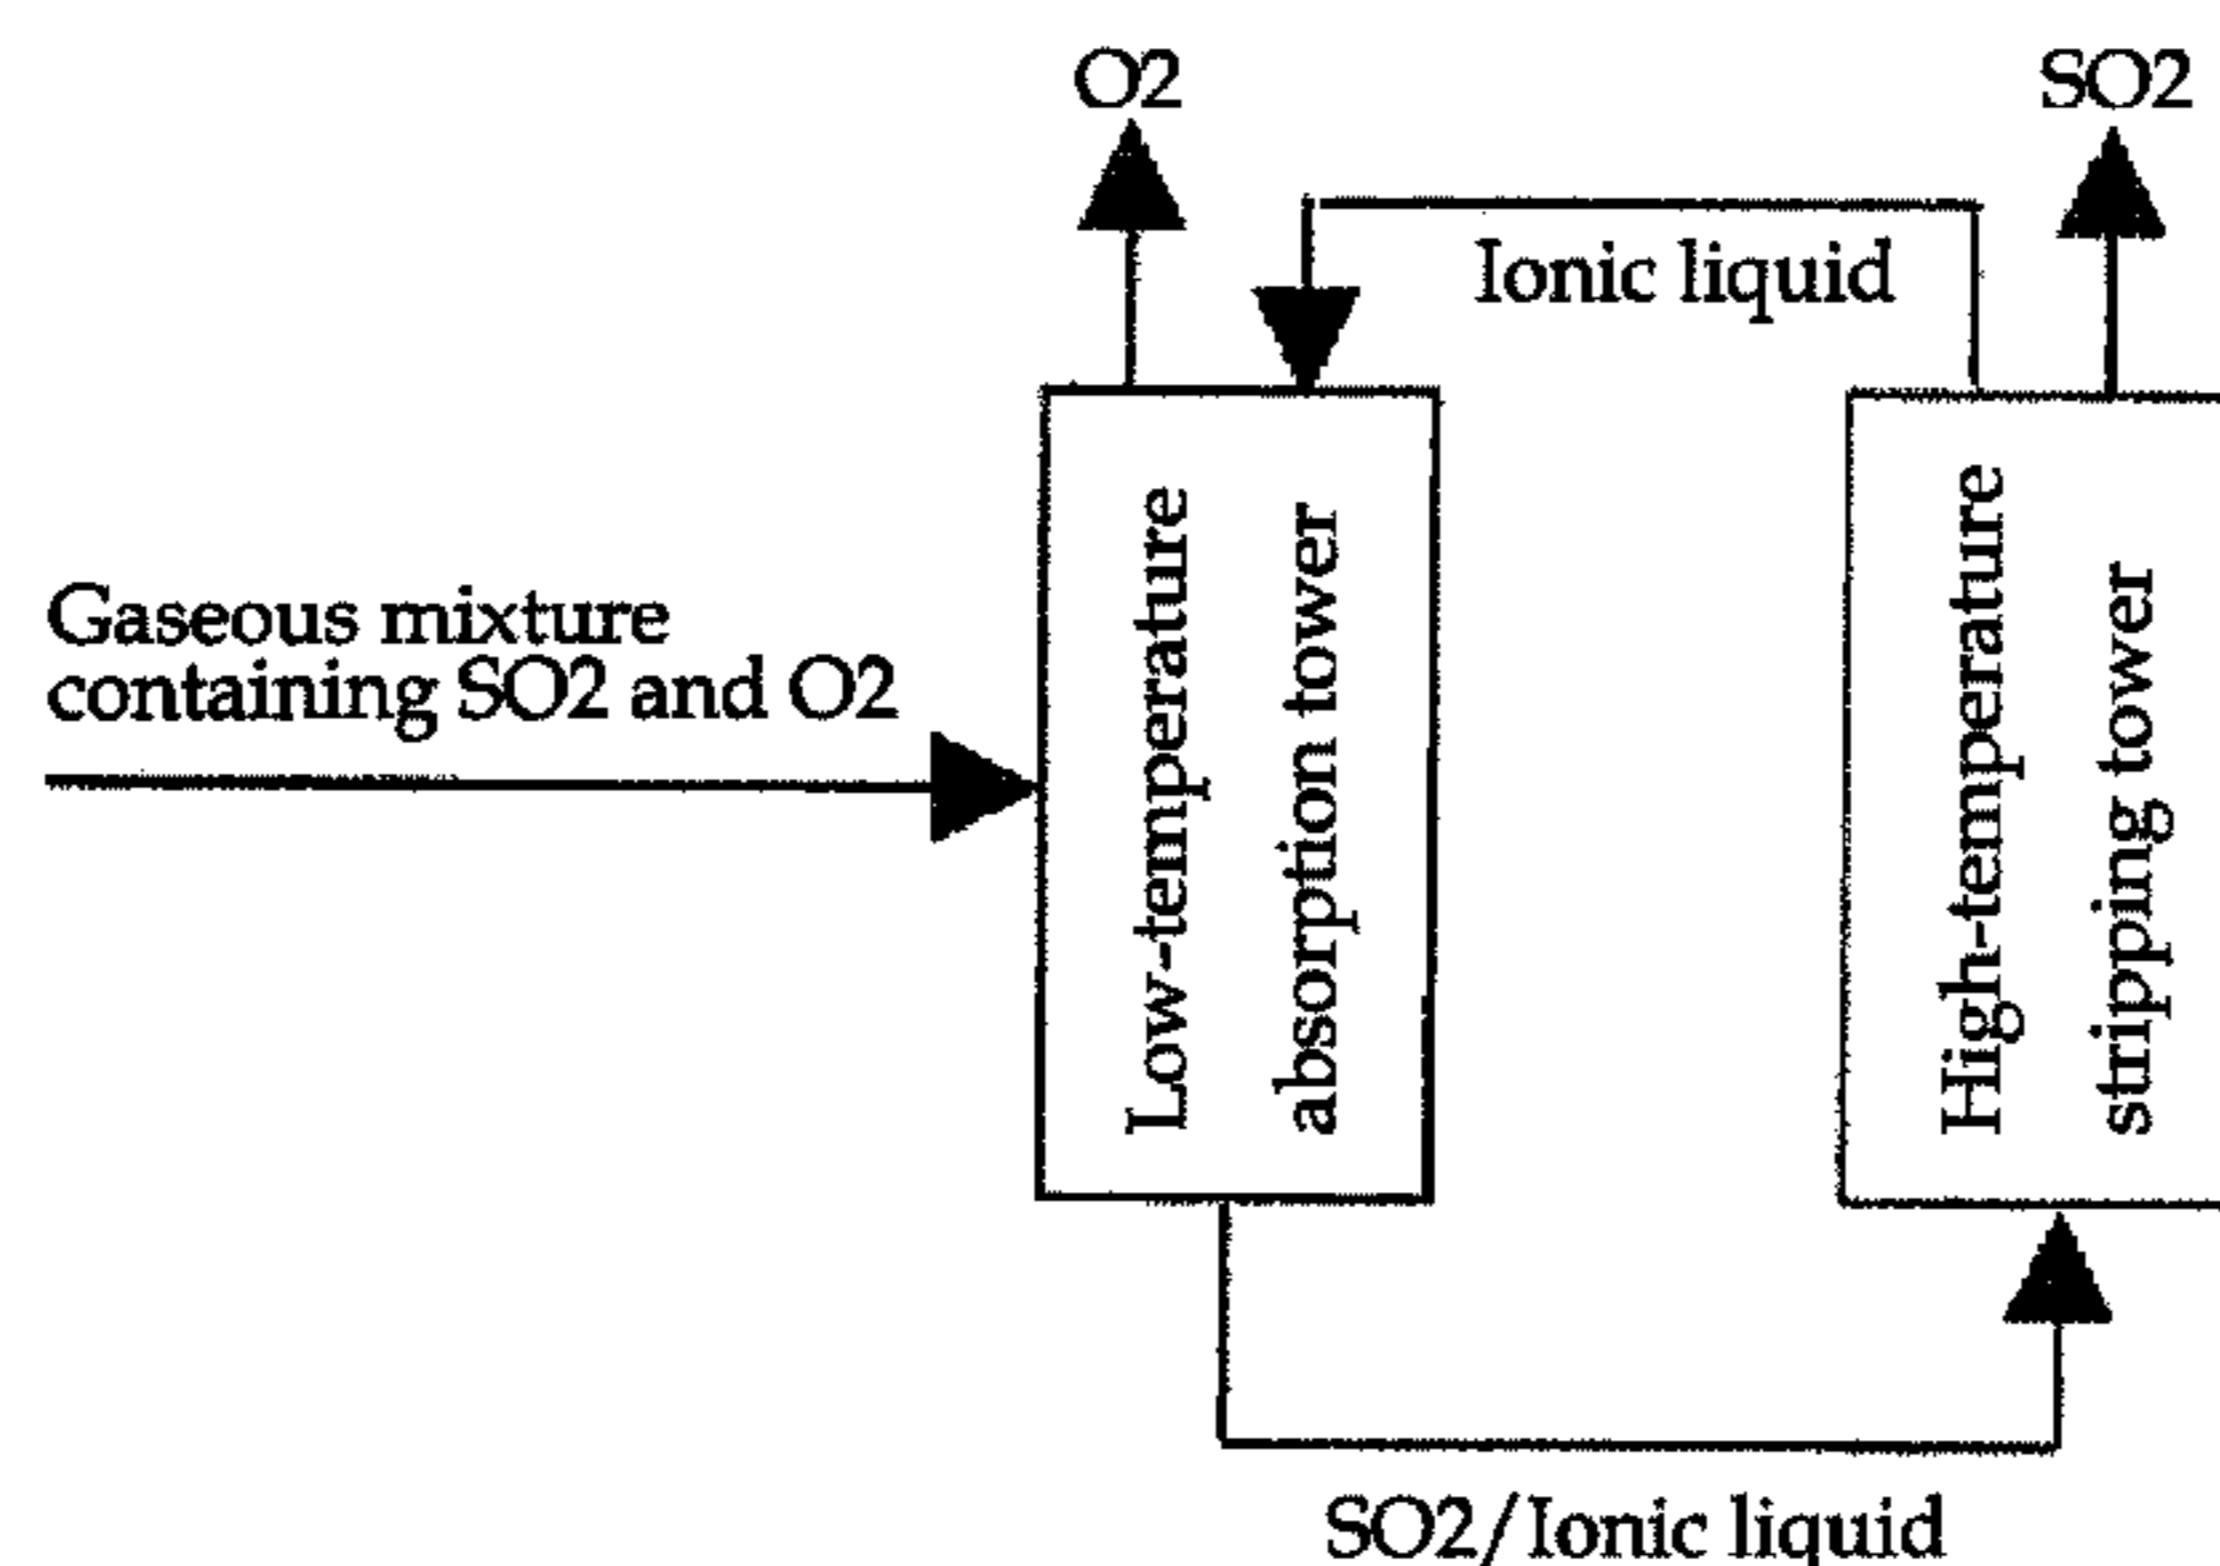 O2
SO2
Ionic liquid
Gaseous mixture
containing SO2 and O2
Low-temperature
absorption tower
High-temperature
stripping tower
SO2/Ionic liquid